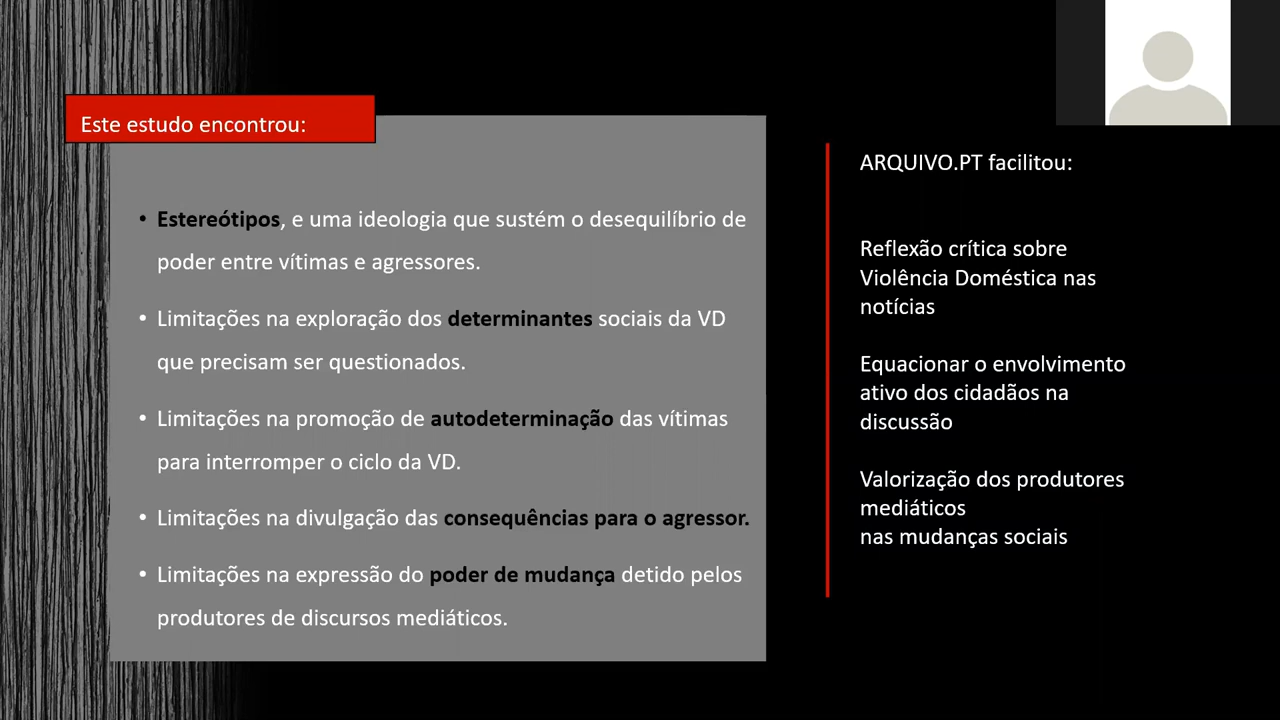 Este estudo encontrou:
• Estereótipos, e uma ideologia que sustém o desequilíbrio de
poder entre vítimas e agressores.
• Limitações na exploração dos determinantes sociais da VD
que precisam ser questionados.
• Limitações na promoção de autodeterminação das vítimas
para interromper o ciclo da VD.
• Limitações na divulgação das consequências para o agressor.
• Limitações na expressão do poder de mudança detido pelos
produtores de discursos mediáticos.
ARQUIVO.PT facilitou:
Reflexão crítica sobre
Violência Doméstica nas
notícias
Equacionar o envolvimento
ativo dos cidadãos na
discussão
Valorização dos produtores
mediáticos
nas mudanças sociais